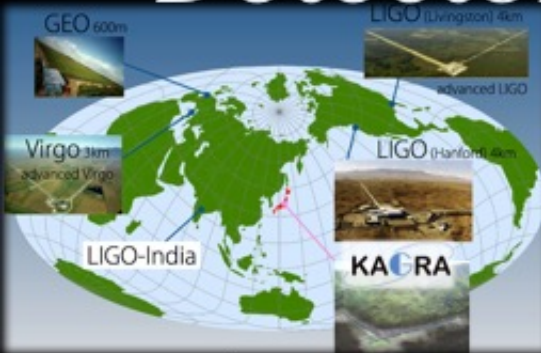 GEO 600m
LIGO (Livingston) 4km
advanced LIGO
Virgo 3km
advanced Virgo
LIGO (Hanford) 4km
LIGO-India
KAGRA